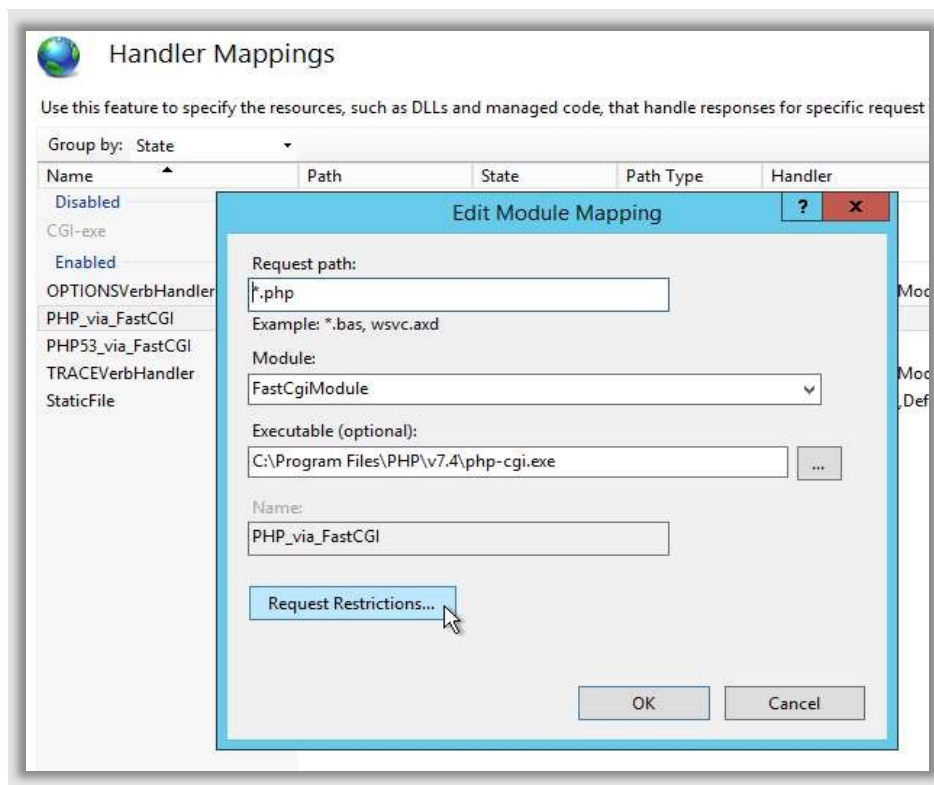 Handler Mappings
Use this feature to specify the resources, such as DLLs and managed code, that handle responses for specific request
Group by: State
Name Path State Path Type Handler
Disabled
CGI-exe
Enabled
OPTIONSVerbHandler
PHP_via_FastCGI
PHP53_via_FastCGI
TRACEVerbHandler
StaticFile
Mod
Mod
,Def
Edit Module Mapping
? x
Request path:
*.php
Example: *.bas, wsvc.axd
Module:
FastCgiModule
Executable (optional):
C:\Program Files\PHP\v7.4\php-cgi.exe
...
Name:
PHP_via_FastCGI
Request Restrictions...
OK Cancel